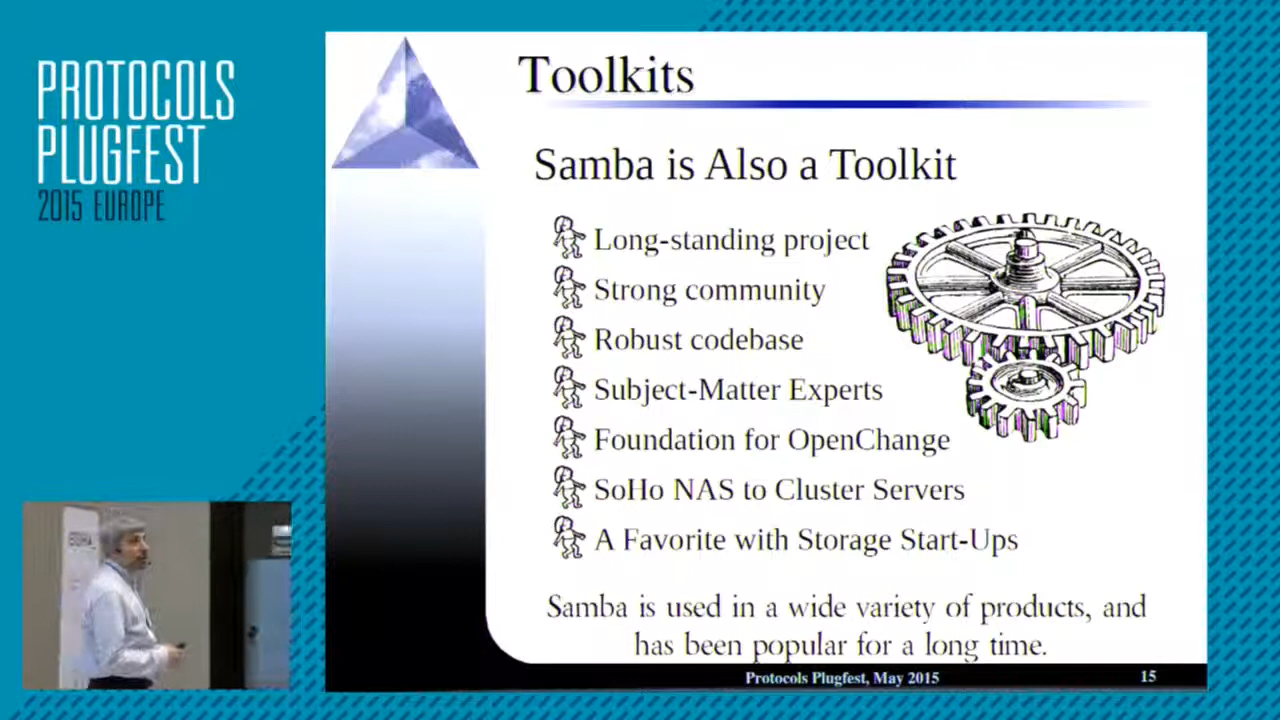 PROTOCOLS
PLUGFEST
2015 EUROPE
Toolkits
Samba is Also a Toolkit
Long-standing project
Strong community
Robust codebase
Subject-Matter Experts
Foundation for OpenChange
SoHo NAS to Cluster Servers
A Favorite with Storage Start-Ups
Samba is used in a wide variety of products, and
has been popular for a long time.
Protocols Plugfest, May 2015
15